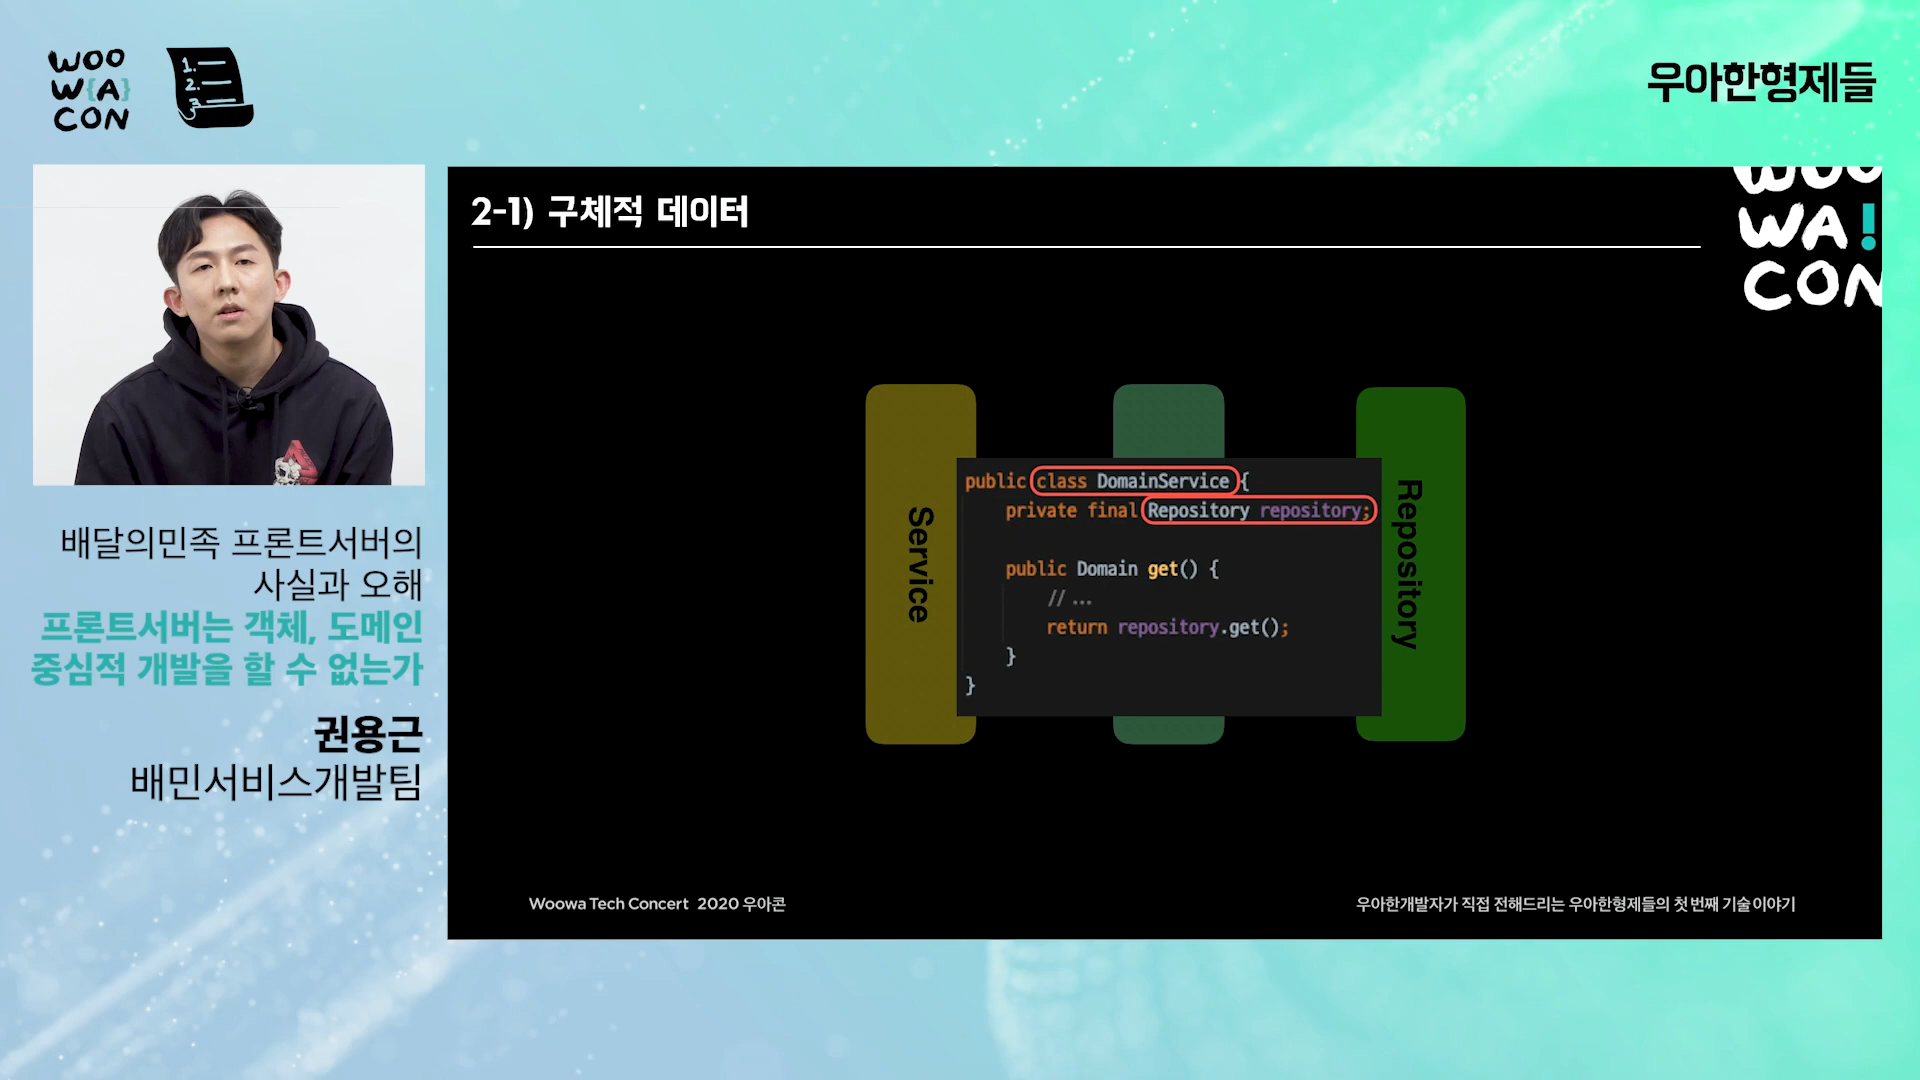 WOO
W{A}
CON
1.
2.
3.
우아한형제들
배달의민족 프론트서버의
사실과 오해
프론트서버는 객체, 도메인
중심적 개발을 할 수 없는가
권용근
배민서비스개발팀
2-1) 구체적 데이터
WOO
WA!
CON
Service
public class DomainService {
private final Repository repository;
public Domain get() {
// ...
return repository.get();
}
}
Repository
Woowa Tech Concert 2020 우아콘
우아한개발자가 직접 전해드리는 우아한형제들의 첫 번째 기술 이야기